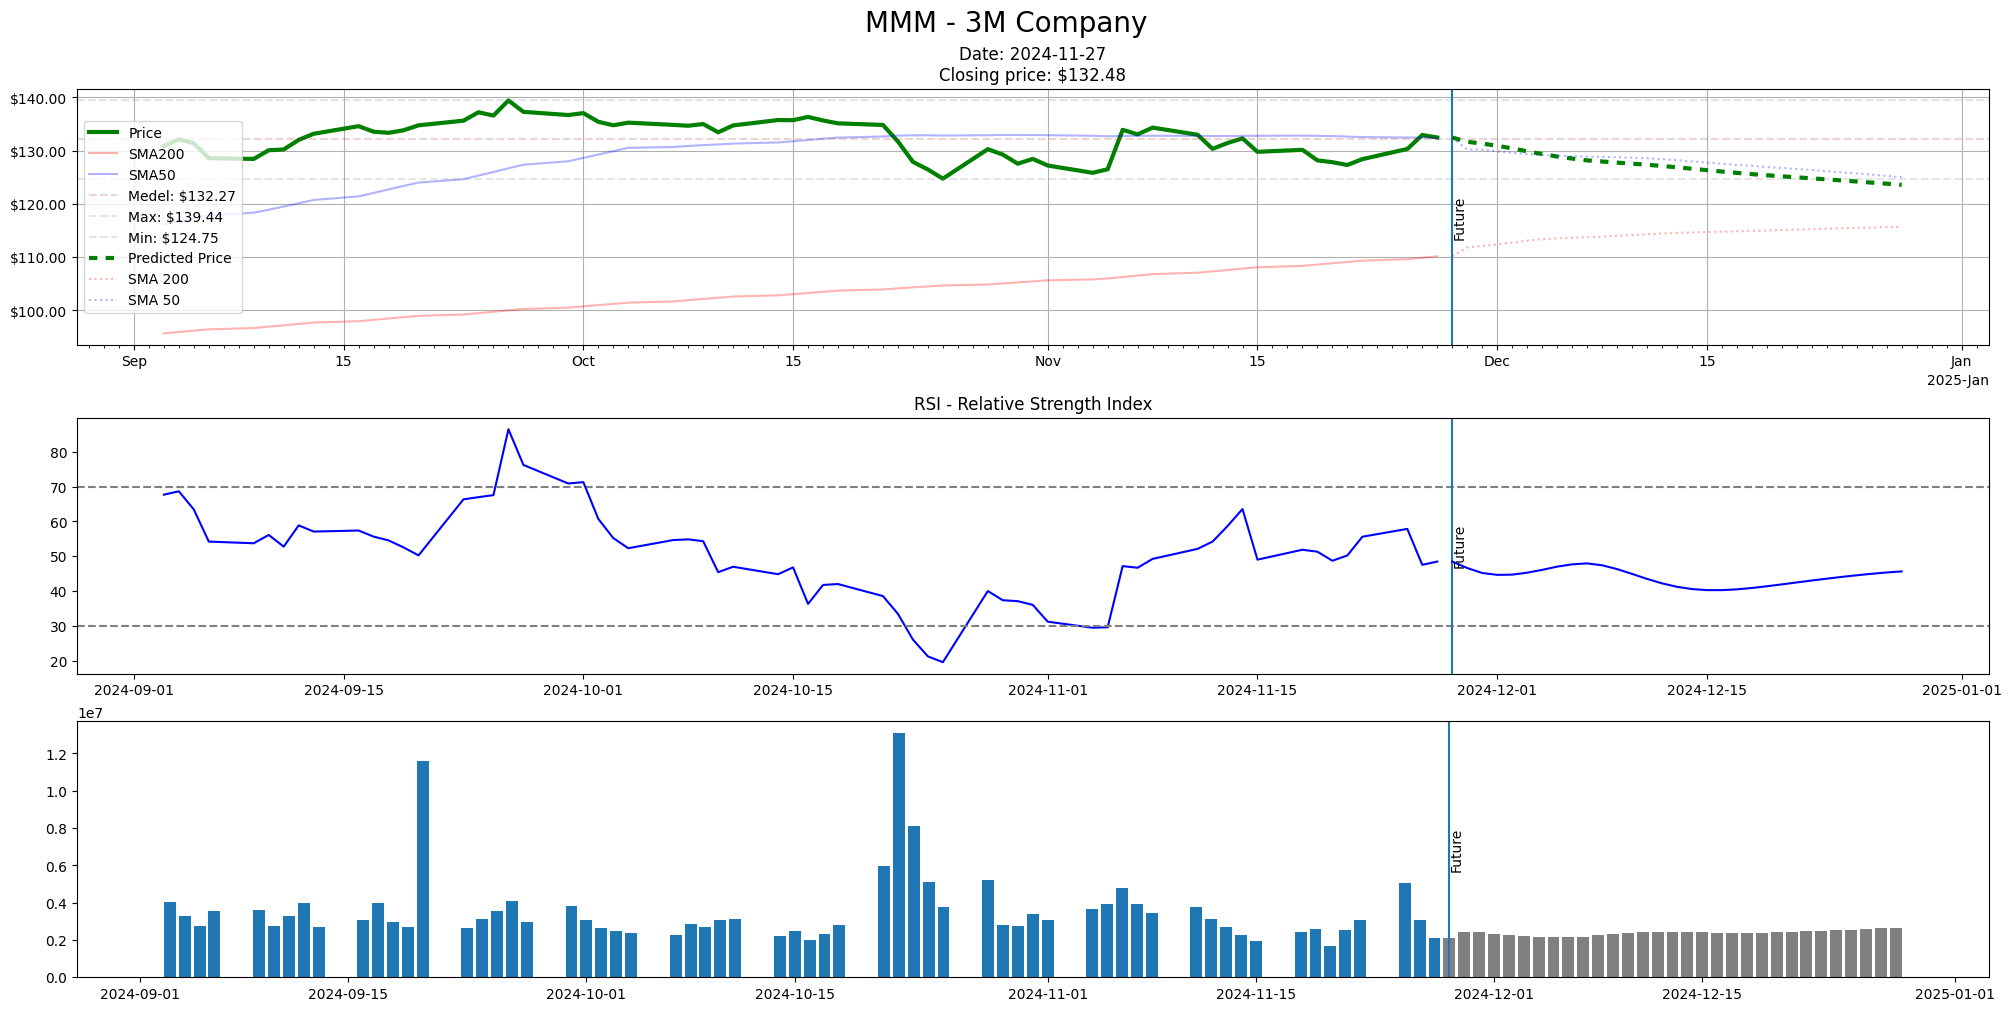 MMM - 3M Company
Date: 2024-11-27
Closing price: $132.48
$140.00
$130.00
$120.00
$110.00
$100.00
Price
SMA200
SMA50
Medel: $132.27
Max: $139.44
Min: $124.75
Predicted Price
SMA 200
SMA 50
Future
Sep
15
Oct
15
Nov
15
Dec
15
Jan
2025-Jan
RSI - Relative Strength Index
80
70
60
50
40
30
20
Future
2024-09-01
2024-09-15
2024-10-01
2024-10-15
2024-11-01
2024-11-15
2024-12-01
2024-12-15
2025-01-01
1e7
1.2
1.0
0.8
0.6
0.4
0.2
0.0
Future
2024-09-01
2024-09-15
2024-10-01
2024-10-15
2024-11-01
2024-11-15
2024-12-01
2024-12-15
2025-01-01